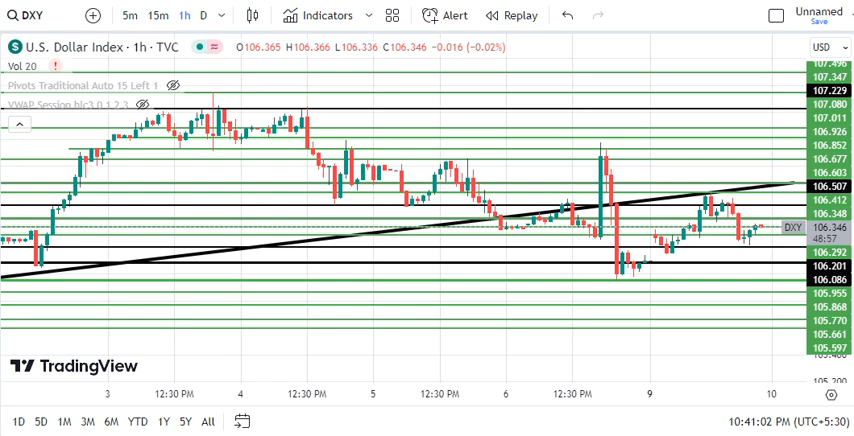 DXY 5m 15m 1h D Indicators Alert Replay Unnamed
Save
S U.S. Dollar Index · 1h · TVC O106.365 H106.366 L106.336 C106.346 -0.016 (-0.02%) USD
Vol 20 !
Pivots Traditional Auto 15 Left 1
VWAP Session hlc3 0 1 2 3
107.496
107.347
107.229
107.080
107.011
106.926
106.852
106.677
106.603
106.507
106.412
106.348
DXY 106.346
48:57
106.292
106.201
106.086
105.955
105.868
105.770
105.661
105.597
105.400
105.200
TradingView
3 12:30 PM 4 12:30 PM 5 12:30 PM 6 12:30 PM 9 10
1D 5D 1M 3M 6M YTD 1Y 5Y All 10:41:02 PM (UTC+5:30)